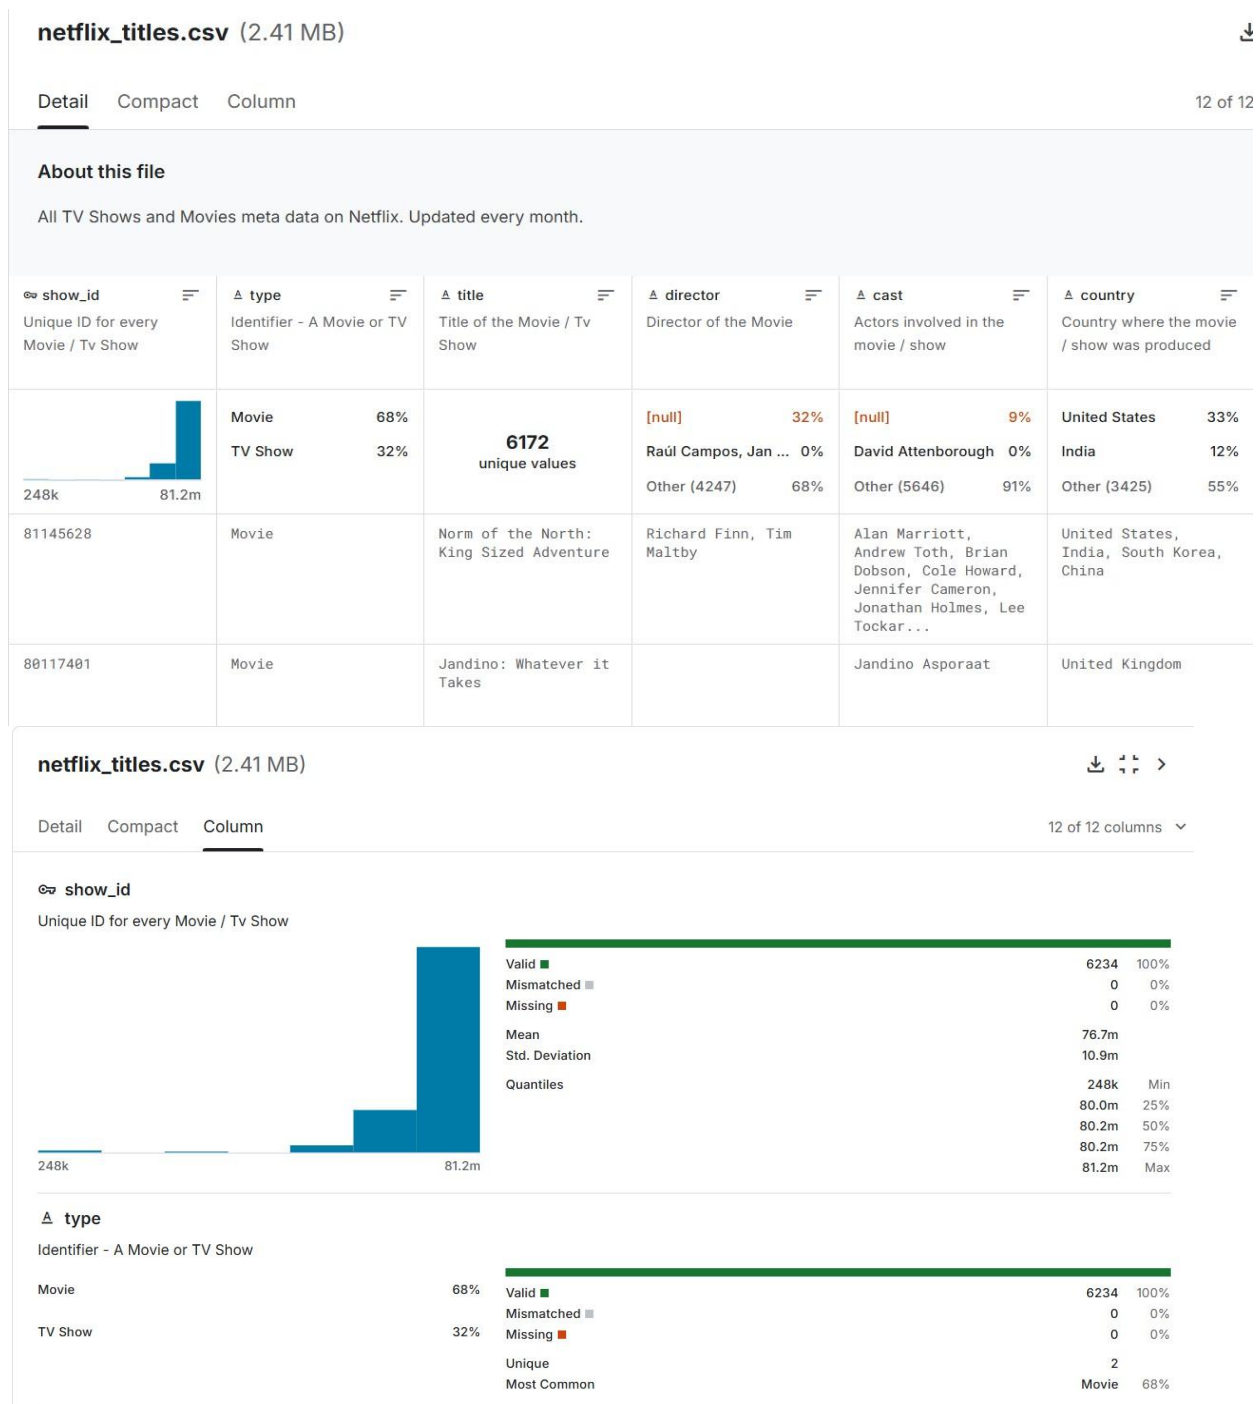 netflix_titles.csv (2.41 MB)
Detail Compact Column 12 of 12
About this file
All TV Shows and Movies meta data on Netflix. Updated every month.
show_id
Unique ID for every
Movie / Tv Show
248k 81.2m
A type
Identifier - A Movie or TV
Show
Movie 68%
TV Show 32%
A title
Title of the Movie / Tv
Show
6172
unique values
A director
Director of the Movie
[null] 32%
Raúl Campos, Jan ... 0%
Other (4247) 68%
A cast
Actors involved in the
movie / show
[null] 9%
David Attenborough 0%
Other (5646) 91%
A country
Country where the movie
/ show was produced
United States 33%
India 12%
Other (3425) 55%
81145628
Movie
Norm of the North:
King Sized Adventure
Richard Finn, Tim
Maltby
Alan Marriott,
Andrew Toth, Brian
Dobson, Cole Howard,
Jennifer Cameron,
Jonathan Holmes, Lee
Tockar...
United States,
India, South Korea,
China
80117401
Movie
Jandino: Whatever it
Takes
Jandino Asporaat
United Kingdom
netflix_titles.csv (2.41 MB)
Detail Compact Column 12 of 12 columns
show_id
Unique ID for every Movie / Tv Show
248k 81.2m
Valid 6234 100%
Mismatched 0 0%
Missing 0 0%
Mean 76.7m
Std. Deviation 10.9m
Quantiles 248k Min
80.0m 25%
80.2m 50%
80.2m 75%
81.2m Max
A type
Identifier - A Movie or TV Show
Movie 68%
TV Show 32%
Valid 6234 100%
Mismatched 0 0%
Missing 0 0%
Unique 2
Most Common Movie 68%